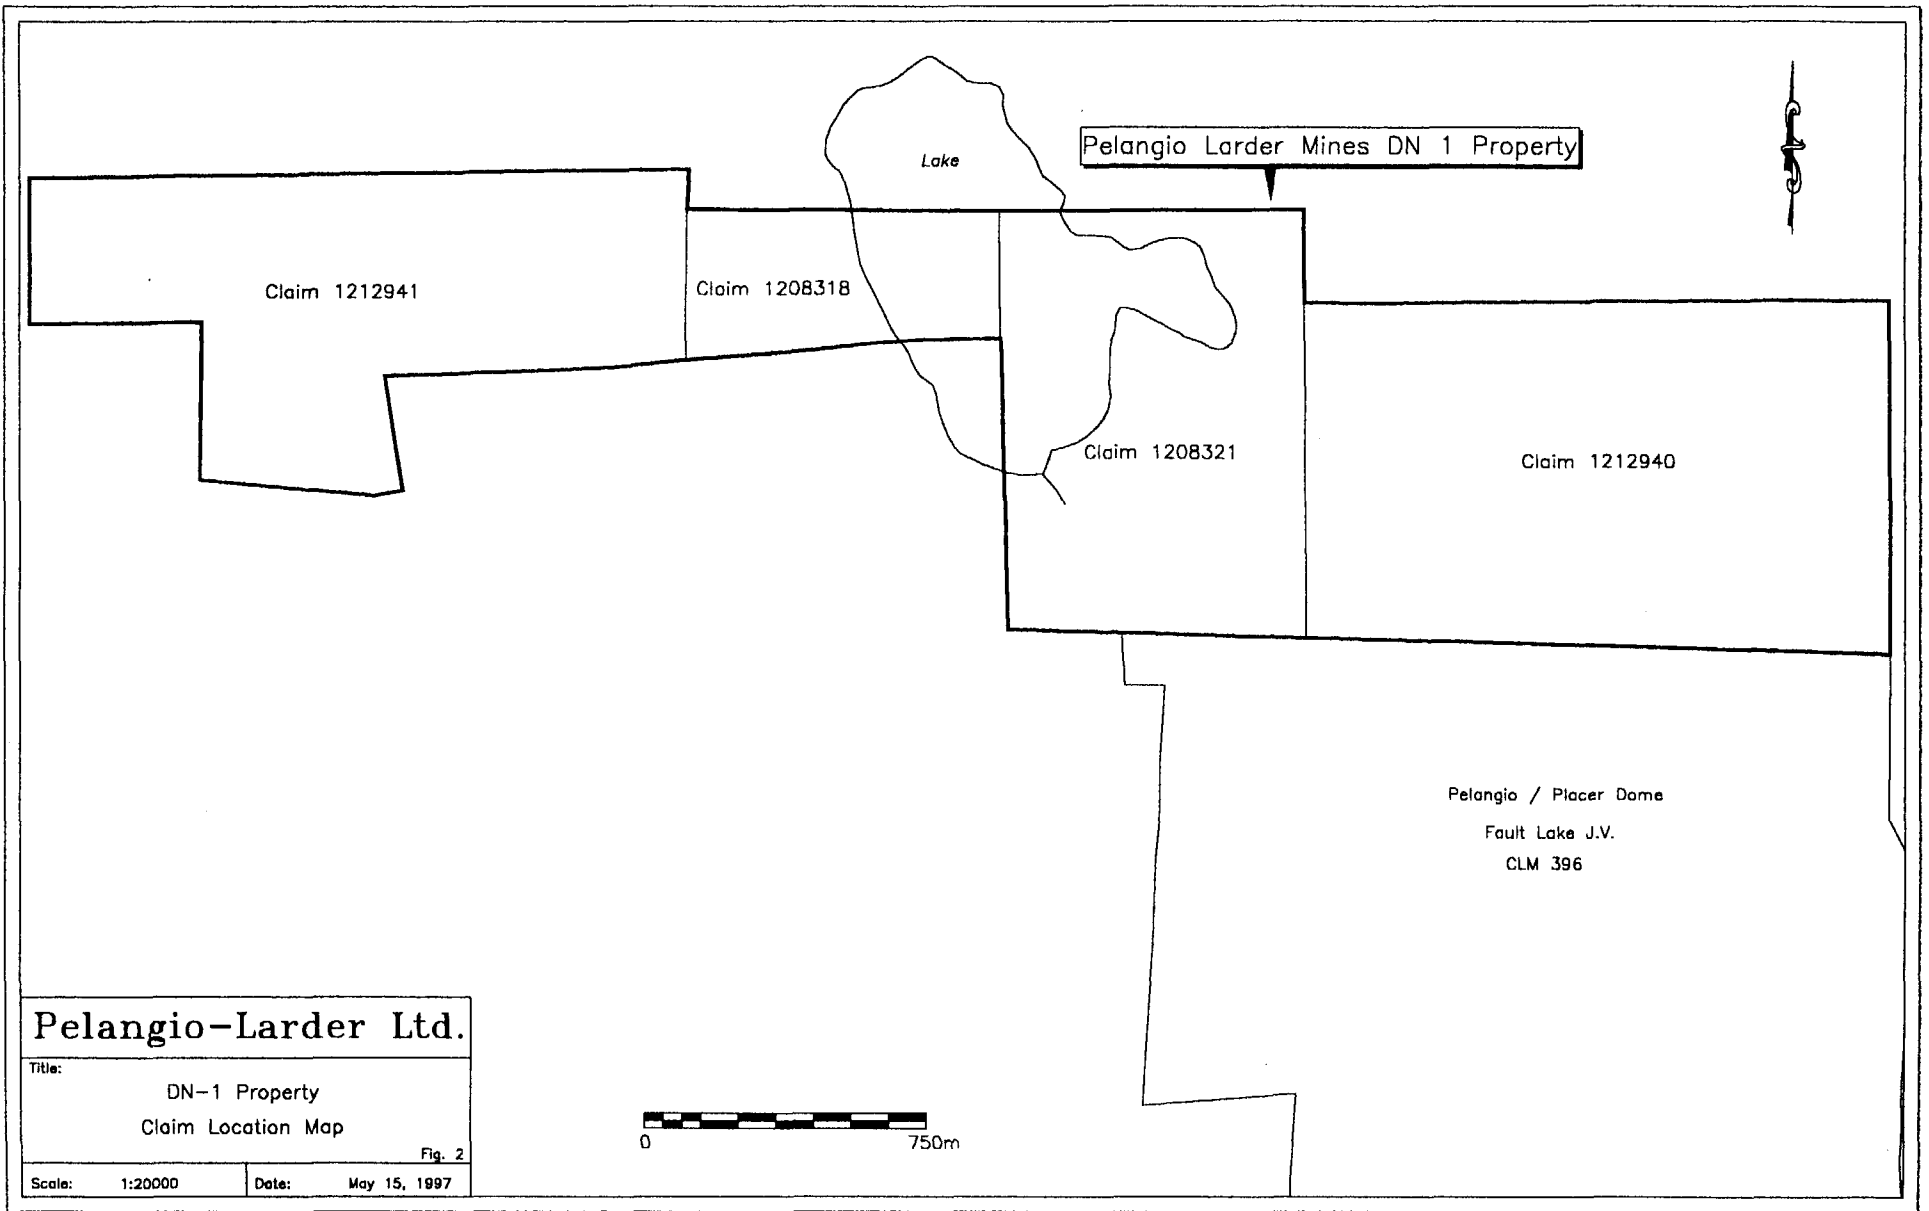 Lake
Pelangio Larder Mines DN 1 Property
Claim 1212941
Claim 1208318
Claim 1208321
Claim 1212940
Pelangio / Placer Dome
Fault Lake J.V.
CLM 396
Pelangio-Larder Ltd.
Title:
DN-1 Property
Claim Location Map
Fig. 2
Scale: 1:20000 Date: May 15, 1997
0 750m